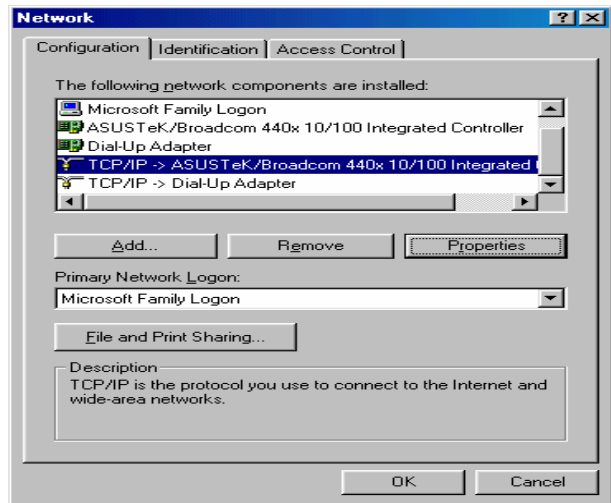 Network
Configuration Identification Access Control
The following network components are installed:
Microsoft Family Logon
ASUSTeK/Broadcom 440x 10/100 Integrated Controller
Dial-Up Adapter
TCP/IP -> ASUSTeK/Broadcom 440x 10/100 Integrated
TCP/IP -> Dial-Up Adapter
Add... Remove Properties
Primary Network Logon:
Microsoft Family Logon
File and Print Sharing...
Description
TCP/IP is the protocol you use to connect to the Internet and
wide-area networks.
OK Cancel